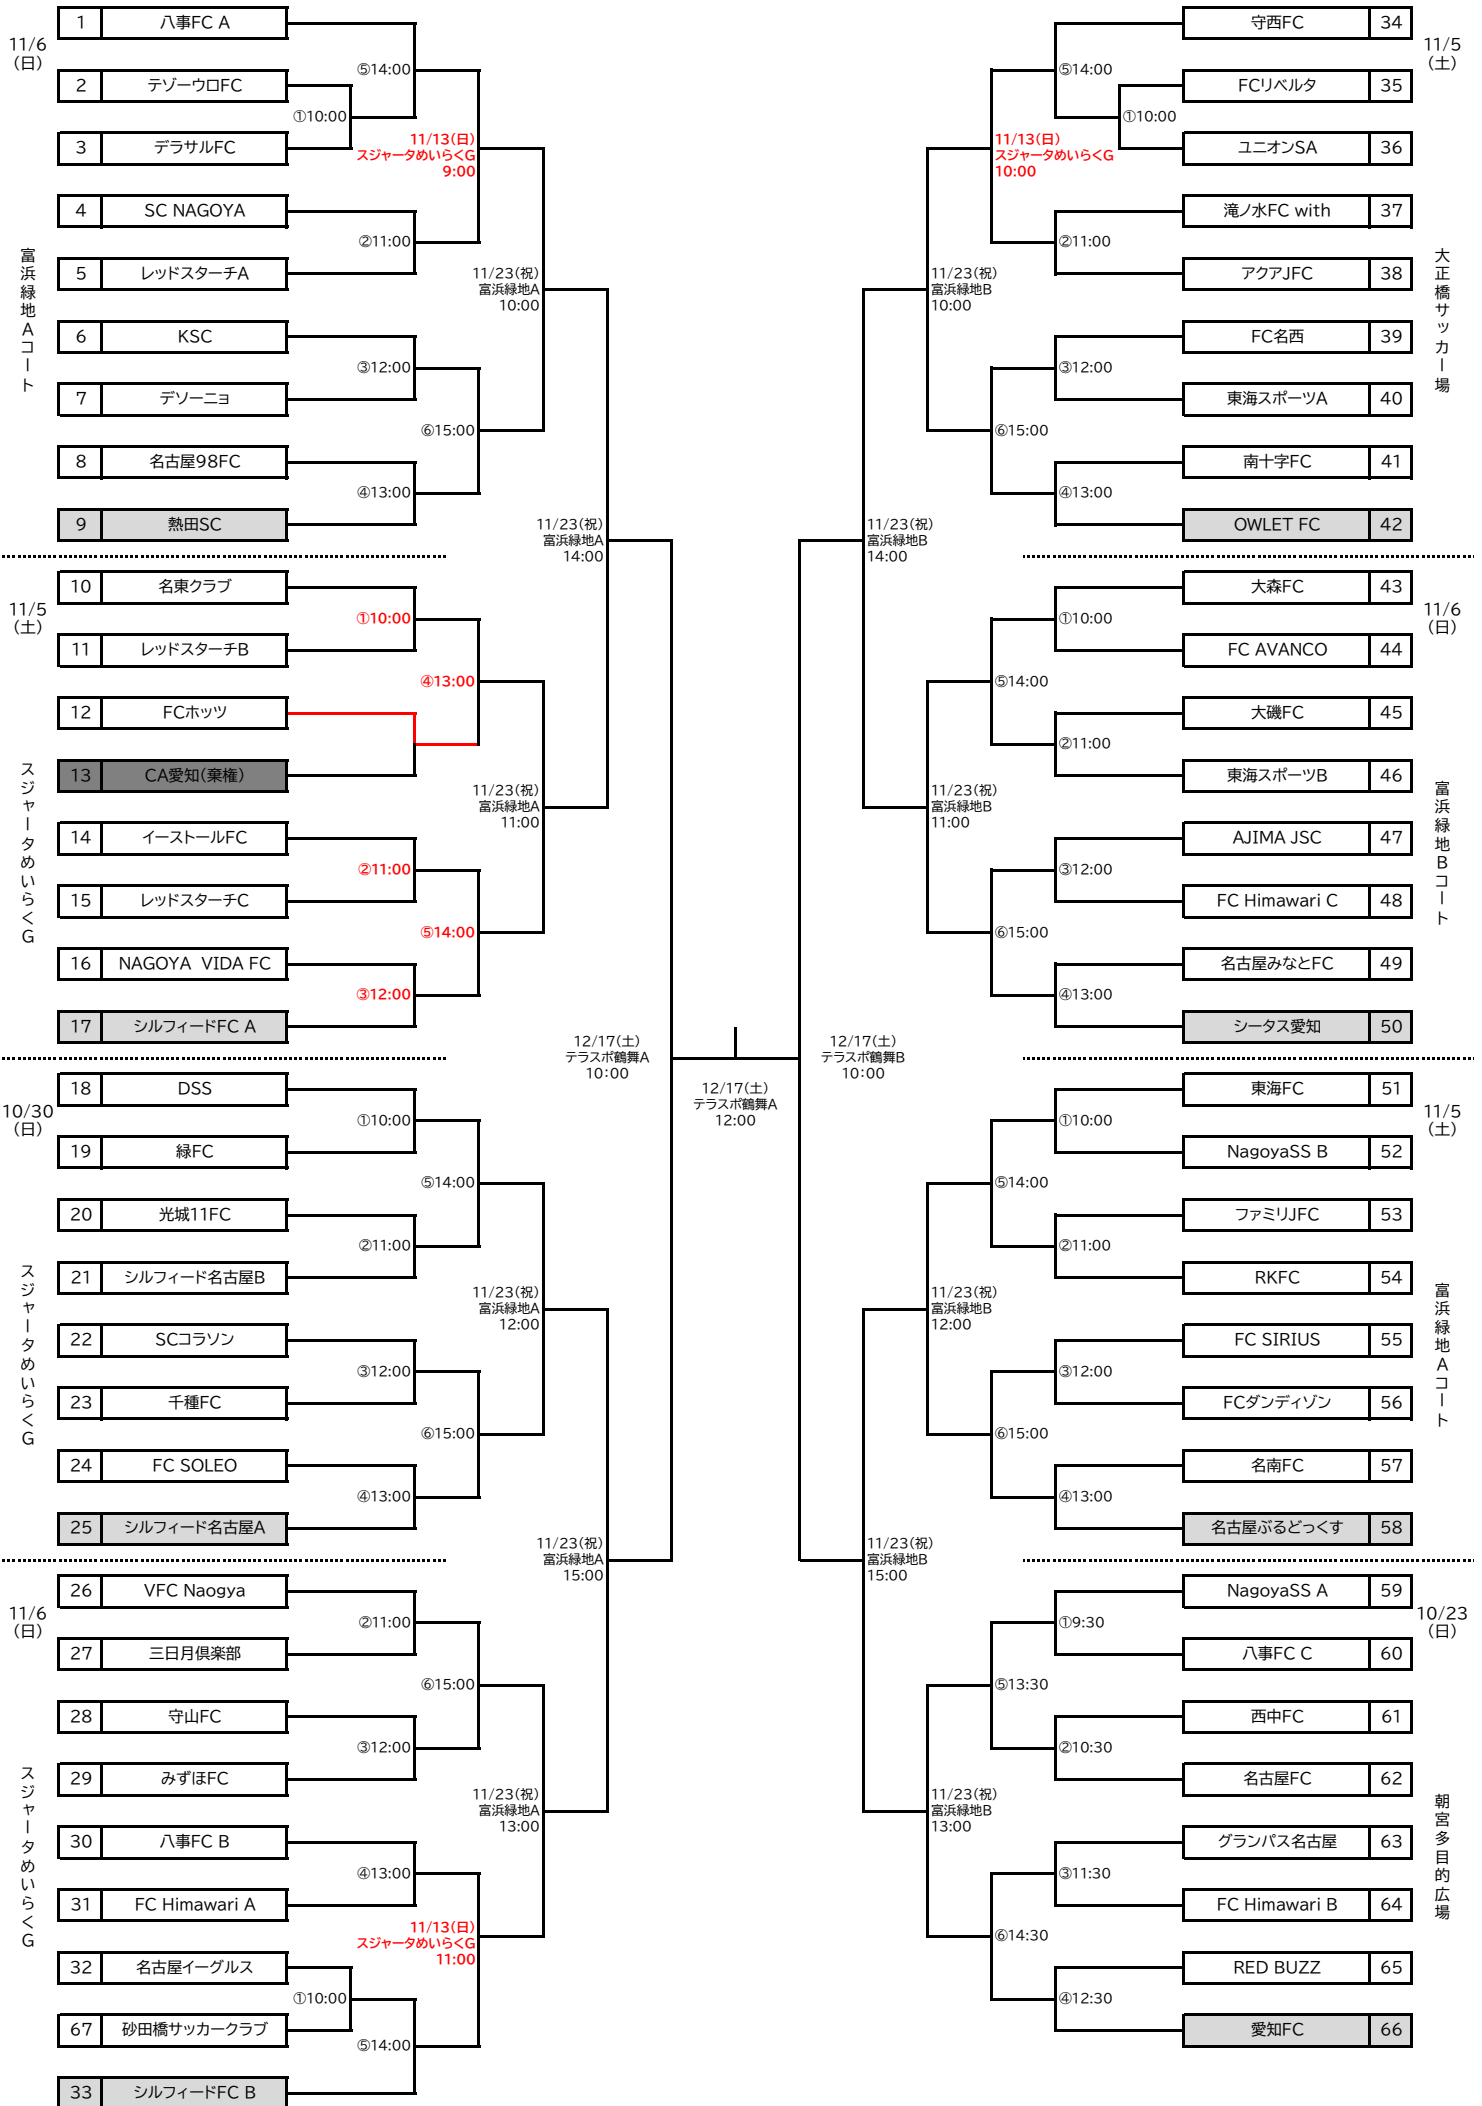 11/6
(日)
富浜緑地Aコート
1 八事FC A
2 テゾーウロFC
3 デラサルFC
4 SC NAGOYA
5 レッドスターチA
6 KSC
7 デソーニョ
8 名古屋98FC
9 熱田SC
⑤14:00
①10:00
11/13(日)
スジャータめいらくG
9:00
②11:00
11/23(祝)
富浜緑地A
10:00
③12:00
⑥15:00
④13:00
11/23(祝)
富浜緑地A
14:00
11/5
(土)
スジャータめいらくG
10 名東クラブ
11 レッドスターチB
12 FCホッツ
13 CA愛知(棄権)
14 イーストールFC
15 レッドスターチC
16 NAGOYA VIDA FC
17 シルフィードFC A
①10:00
④13:00
11/23(祝)
富浜緑地A
11:00
②11:00
⑤14:00
③12:00
10/30
(日)
スジャータめいらくG
18 DSS
19 緑FC
20 光城11FC
21 シルフィード名古屋B
22 SCコラソン
23 千種FC
24 FC SOLEO
25 シルフィード名古屋A
①10:00
⑤14:00
②11:00
11/23(祝)
富浜緑地A
12:00
③12:00
⑥15:00
④13:00
11/23(祝)
富浜緑地A
15:00
11/6
(日)
スジャータめいらくG
26 VFC Naogya
27 三日月倶楽部
28 守山FC
29 みずほFC
30 八事FC B
31 FC Himawari A
32 名古屋イーグルス
67 砂田橋サッカークラブ
33 シルフィードFC B
②11:00
⑥15:00
③12:00
11/23(祝)
富浜緑地A
13:00
④13:00
11/13(日)
スジャータめいらくG
11:00
①10:00
⑤14:00
12/17(土)
テラスポ鶴舞A
10:00
12/17(土)
テラスポ鶴舞A
12:00
12/17(土)
テラスポ鶴舞B
10:00
守西FC 34
FCリベルタ 35
ユニオンSA 36
滝ノ水FC with 37
アクアJFC 38
FC名西 39
東海スポーツA 40
南十字FC 41
OWLET FC 42
11/5
(土)
大正橋サッカー場
⑤14:00
①10:00
11/13(日)
スジャータめいらくG
10:00
②11:00
11/23(祝)
富浜緑地B
10:00
③12:00
⑥15:00
④13:00
11/23(祝)
富浜緑地B
14:00
大森FC 43
FC AVANCO 44
大磯FC 45
東海スポーツB 46
AJIMA JSC 47
FC Himawari C 48
名古屋みなとFC 49
シータス愛知 50
11/6
(日)
富浜緑地Bコート
①10:00
⑤14:00
②11:00
11/23(祝)
富浜緑地B
11:00
③12:00
⑥15:00
④13:00
東海FC 51
NagoyaSS B 52
ファミリJFC 53
RKFC 54
FC SIRIUS 55
FCダンディゾン 56
名南FC 57
名古屋ぶるどっくす 58
11/5
(土)
富浜緑地Aコート
①10:00
⑤14:00
②11:00
11/23(祝)
富浜緑地B
12:00
③12:00
⑥15:00
④13:00
11/23(祝)
富浜緑地B
15:00
NagoyaSS A 59
八事FC C 60
西中FC 61
名古屋FC 62
グランパス名古屋 63
FC Himawari B 64
RED BUZZ 65
愛知FC 66
10/23
(日)
朝宮多目的広場
①9:30
⑤13:30
②10:30
11/23(祝)
富浜緑地B
13:00
③11:30
⑥14:30
④12:30